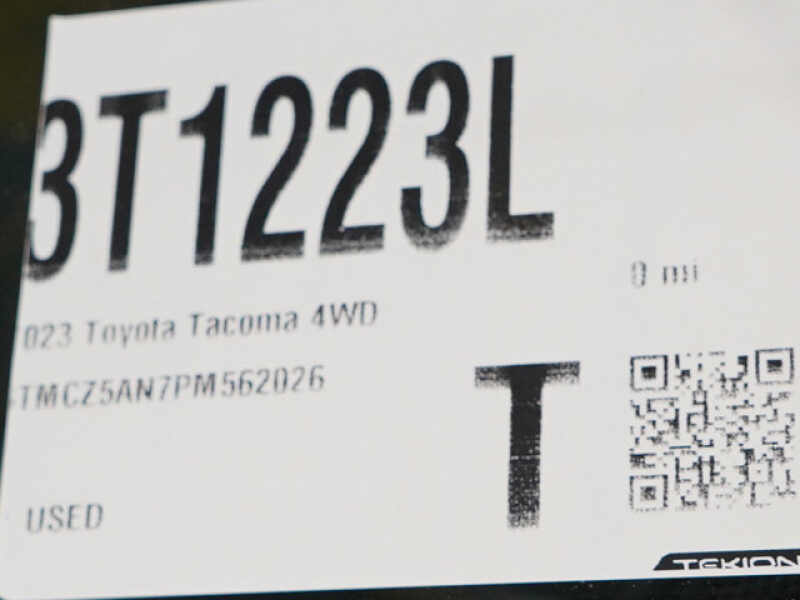 3T1223L
0 mi
023 Toyota Tacoma 4WD
TMCZ5AN7PM562026
T
USED
TEKION